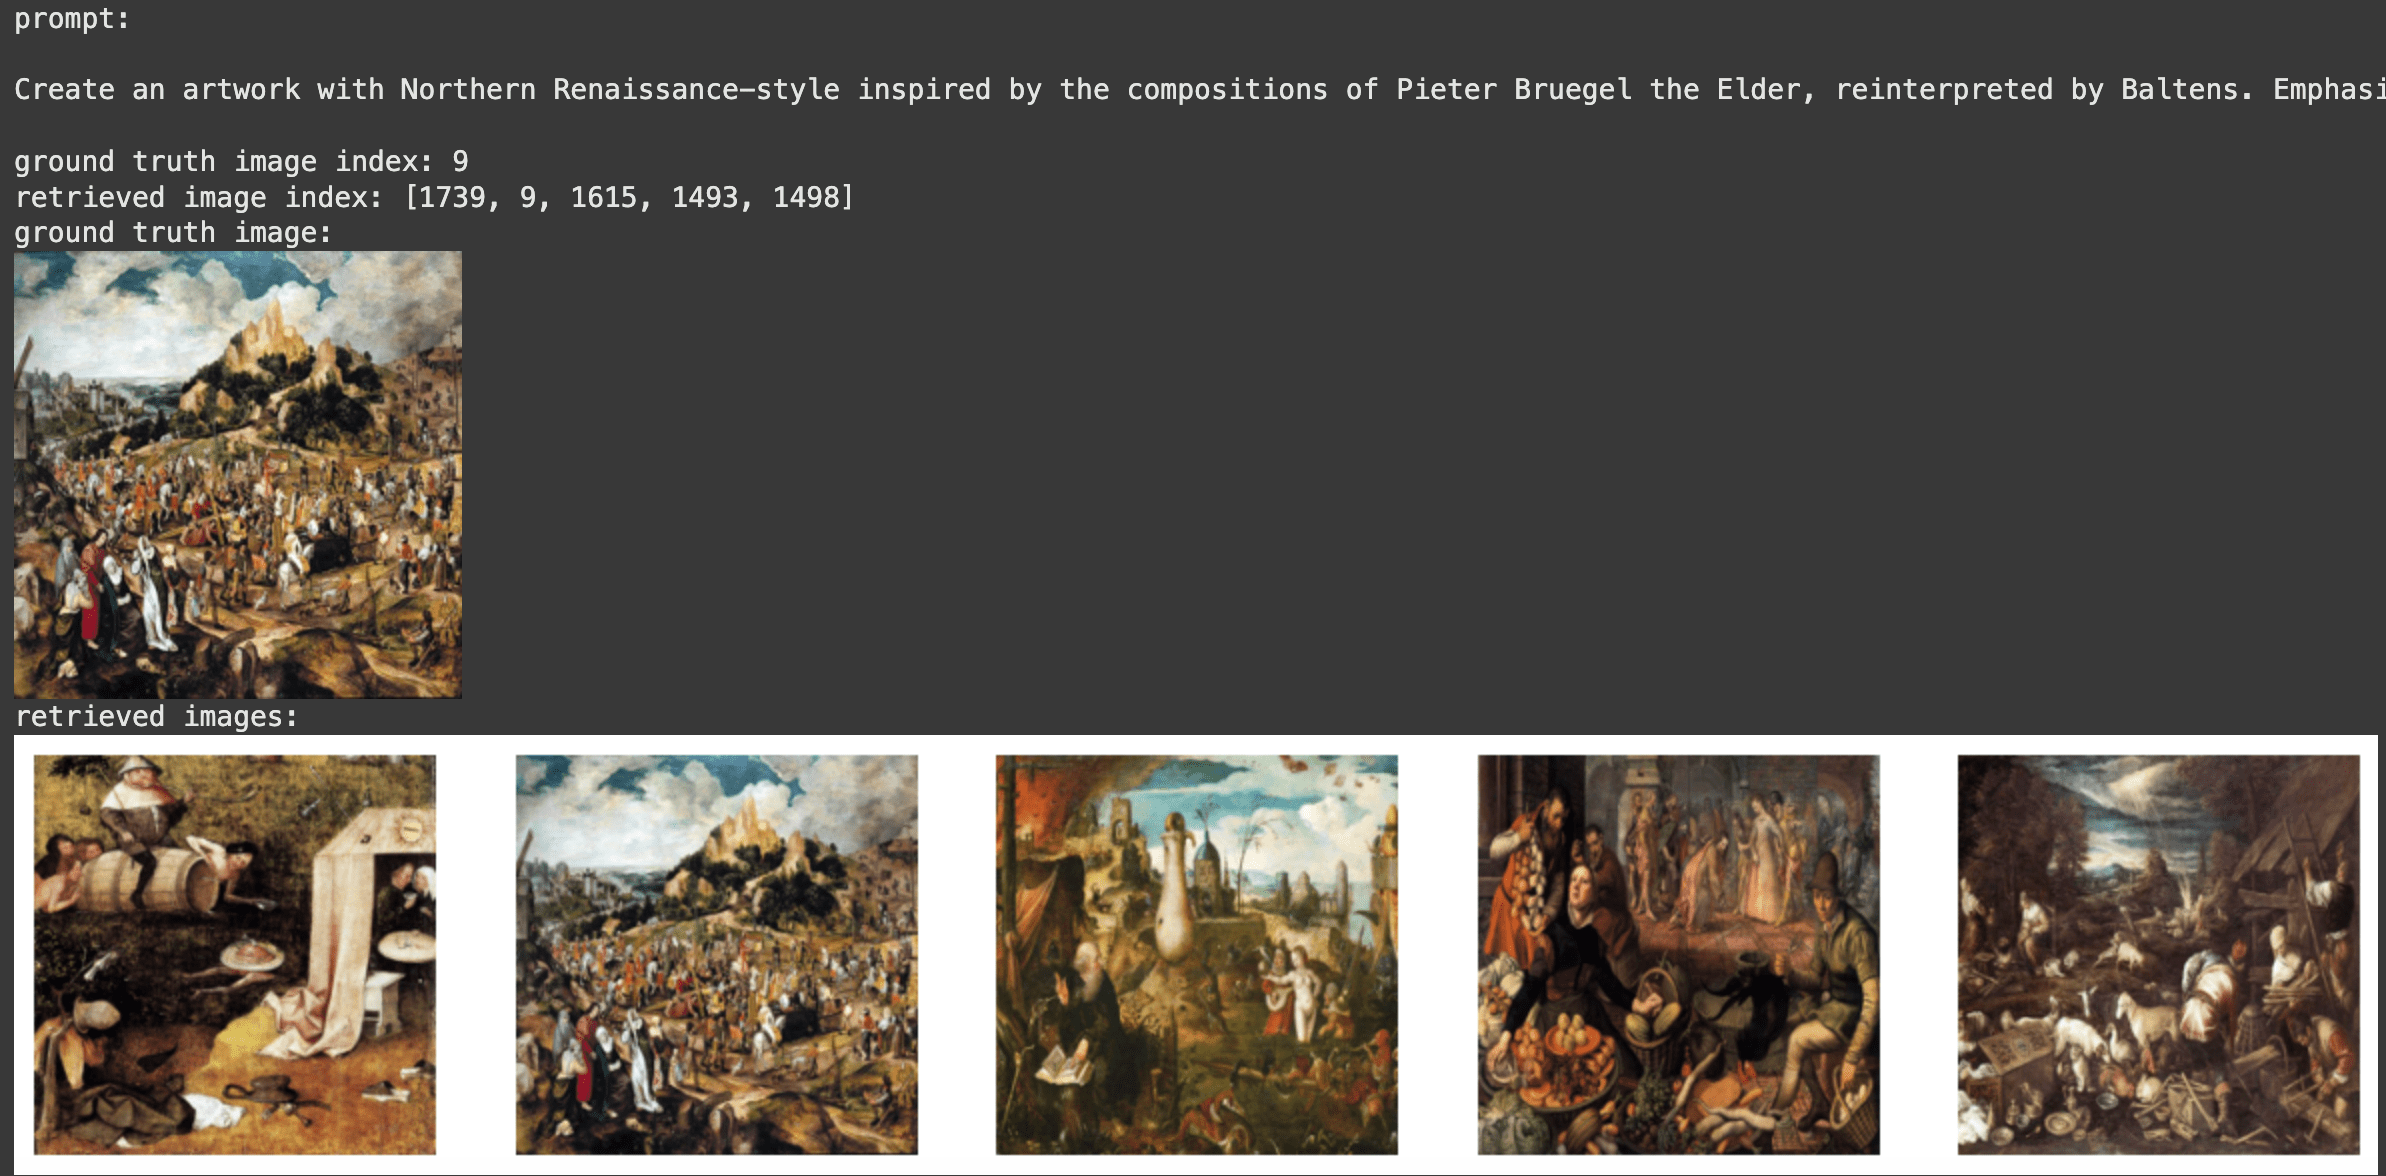 prompt:
Create an artwork with Northern Renaissance-style inspired by the compositions of Pieter Bruegel the Elder, reinterpreted by Baltens. Emphasi
ground truth image index: 9
retrieved image index: [1739, 9, 1615, 1493, 1498]
ground truth image:
retrieved images: